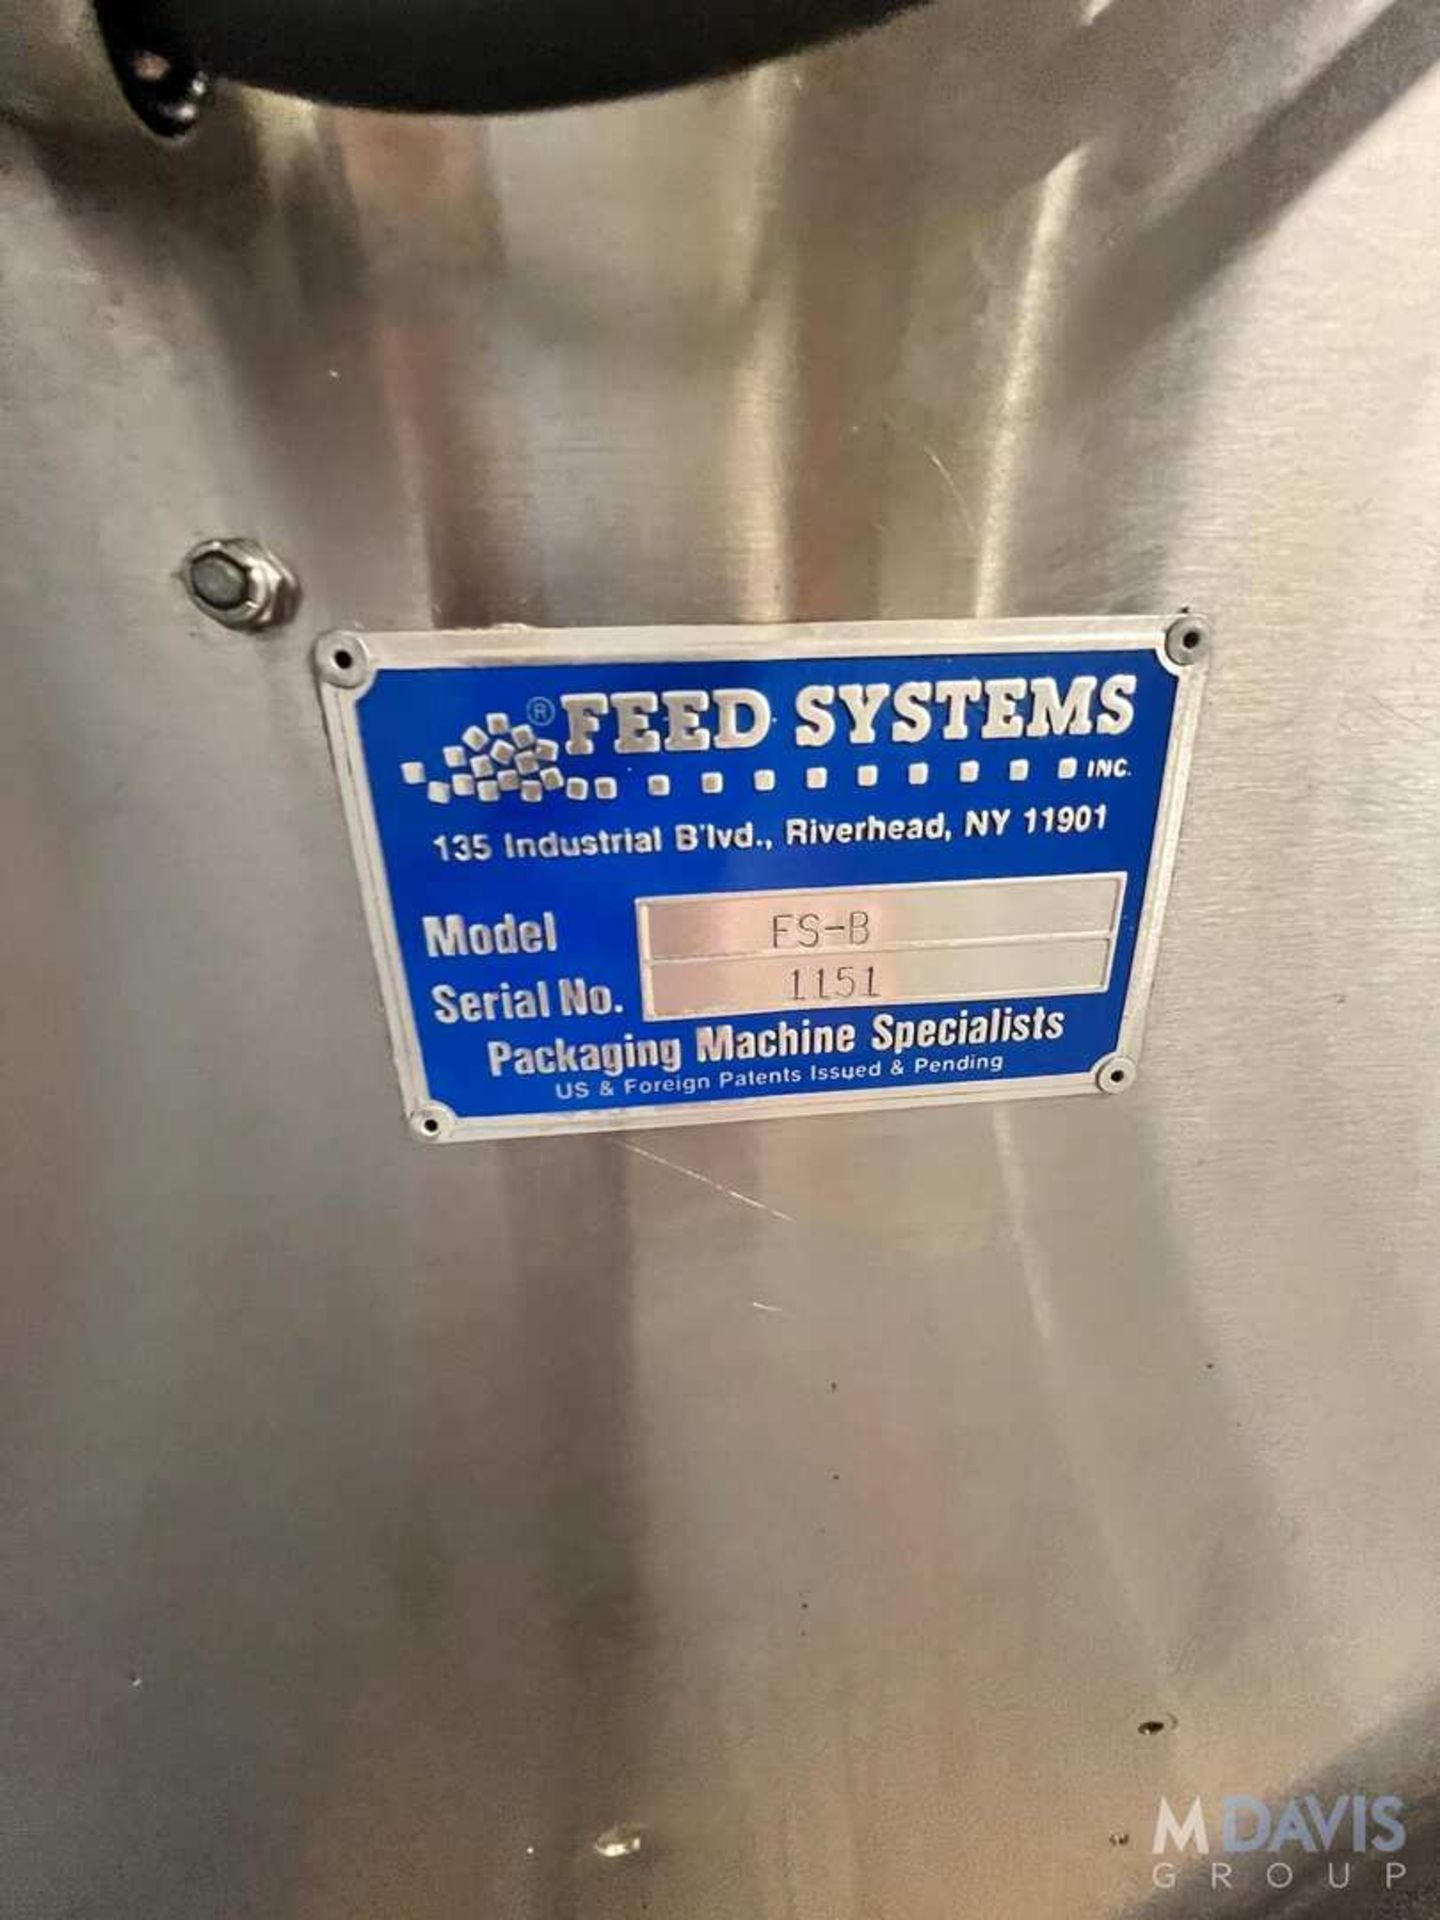 ® FEED SYSTEMS
INC.
135 Industrial B'lvd., Riverhead, NY 11901
Model FS-B
Serial No. 1151
Packaging Machine Specialists
US & Foreign Patents Issued & Pending
MDAVIS
GROUP